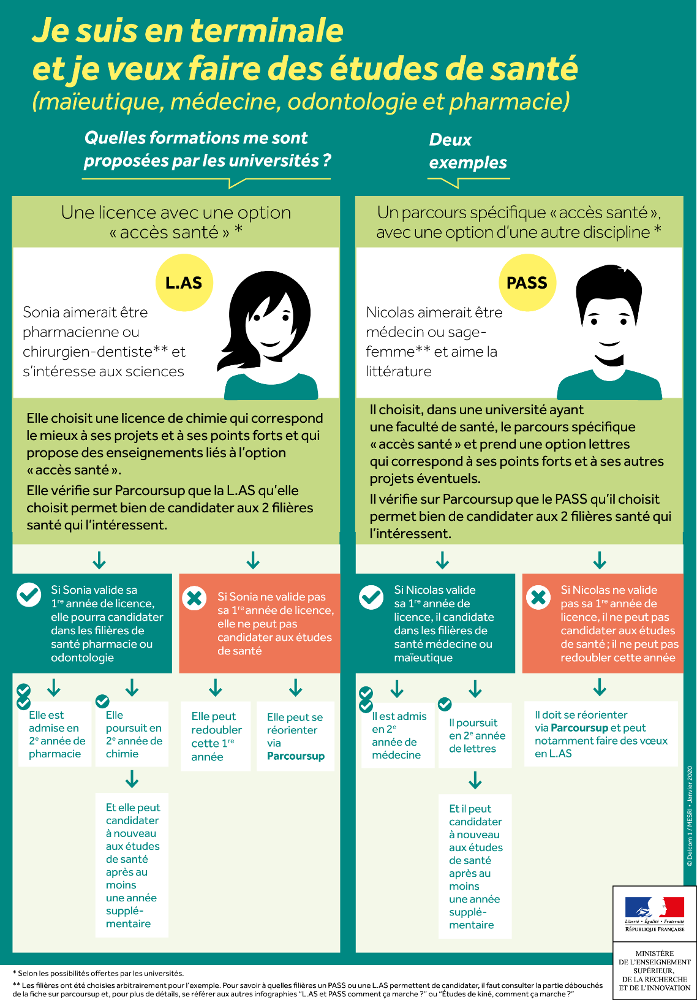 Je suis en terminale
et je veux faire des études de santé
(maïeutique, médecine, odontologie et pharmacie)
Quelles formations me sont
proposées par les universités ?
Deux
exemples
Une licence avec une option
« accès santé » *
L.AS
Sonia aimerait être
pharmacienne ou
chirurgien-dentiste** et
s'intéresse aux sciences
Elle choisit une licence de chimie qui correspond
le mieux à ses projets et à ses points forts et qui
propose des enseignements liés à l'option
« accès santé ».
Elle vérifie sur Parcoursup que la L.AS qu'elle
choisit permet bien de candidater aux 2 filières
santé qui l'intéressent.
Si Sonia valide sa
1re année de licence,
elle pourra candidater
dans les filières de
santé pharmacie ou
odontologie
Si Sonia ne valide pas
sa 1re année de licence,
elle ne peut pas
candidater aux études
de santé
Elle est
admise en
2e année de
pharmacie
Elle
poursuit en
2e année de
chimie
Elle peut
redoubler
cette 1re
année
Elle peut se
réorienter
via
Parcoursup
Et elle peut
candidater
à nouveau
aux études
de santé
après au
moins
une année
supplé-
mentaire
Un parcours spécifique « accès santé »,
avec une option d'une autre discipline *
PASS
Nicolas aimerait être
médecin ou sage-
femme** et aime la
littérature
Il choisit, dans une université ayant
une faculté de santé, le parcours spécifique
« accès santé » et prend une option lettres
qui correspond à ses points forts et à ses autres
projets éventuels.
Il vérifie sur Parcoursup que le PASS qu'il choisit
permet bien de candidater aux 2 filières santé qui
l'intéressent.
Si Nicolas valide
sa 1re année de
licence, il candidate
dans les filières de
santé médecine ou
maïeutique
Si Nicolas ne valide
pas sa 1re année de
licence, il ne peut pas
candidater aux études
de santé ; il ne peut pas
redoubler cette année
Il est admis
en 2e
année de
médecine
Il poursuit
en 2e année
de lettres
Il doit se réorienter
via Parcoursup et peut
notamment faire des vœux
en L.AS
Et il peut
candidater
à nouveau
aux études
de santé
après au
moins
une année
supplé-
mentaire
© Delcom 1 / MESRI • Janvier 2020
Liberté • Égalité • Fraternité
RÉPUBLIQUE FRANÇAISE
MINISTÈRE
DE L'ENSEIGNEMENT
SUPÉRIEUR,
DE LA RECHERCHE
ET DE L'INNOVATION
* Selon les possibilités offertes par les universités.
** Les filières ont été choisies arbitrairement pour l'exemple. Pour savoir à quelles filières un PASS ou une L.AS permettent de candidater, il faut consulter la partie débouchés
de la fiche sur parcoursup et, pour plus de détails, se référer aux autres infographies "L.AS et PASS comment ça marche ?" ou "Études de kiné, comment ça marche ?"